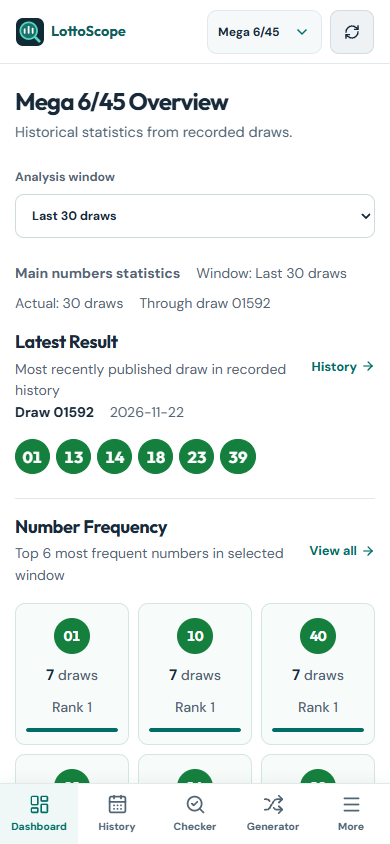 LottoScope
Mega 6/45
Mega 6/45 Overview
Historical statistics from recorded draws.
Analysis window
Last 30 draws
Main numbers statistics Window: Last 30 draws
Actual: 30 draws Through draw 01592
Latest Result
Most recently published draw in recorded
history
History →
Draw 01592 2026-11-22
01 13 14 18 23 39
Number Frequency
Top 6 most frequent numbers in selected
window
View all →
01 10 40
7 draws 7 draws 7 draws
Rank 1 Rank 1 Rank 1
Dashboard History Checker Generator More